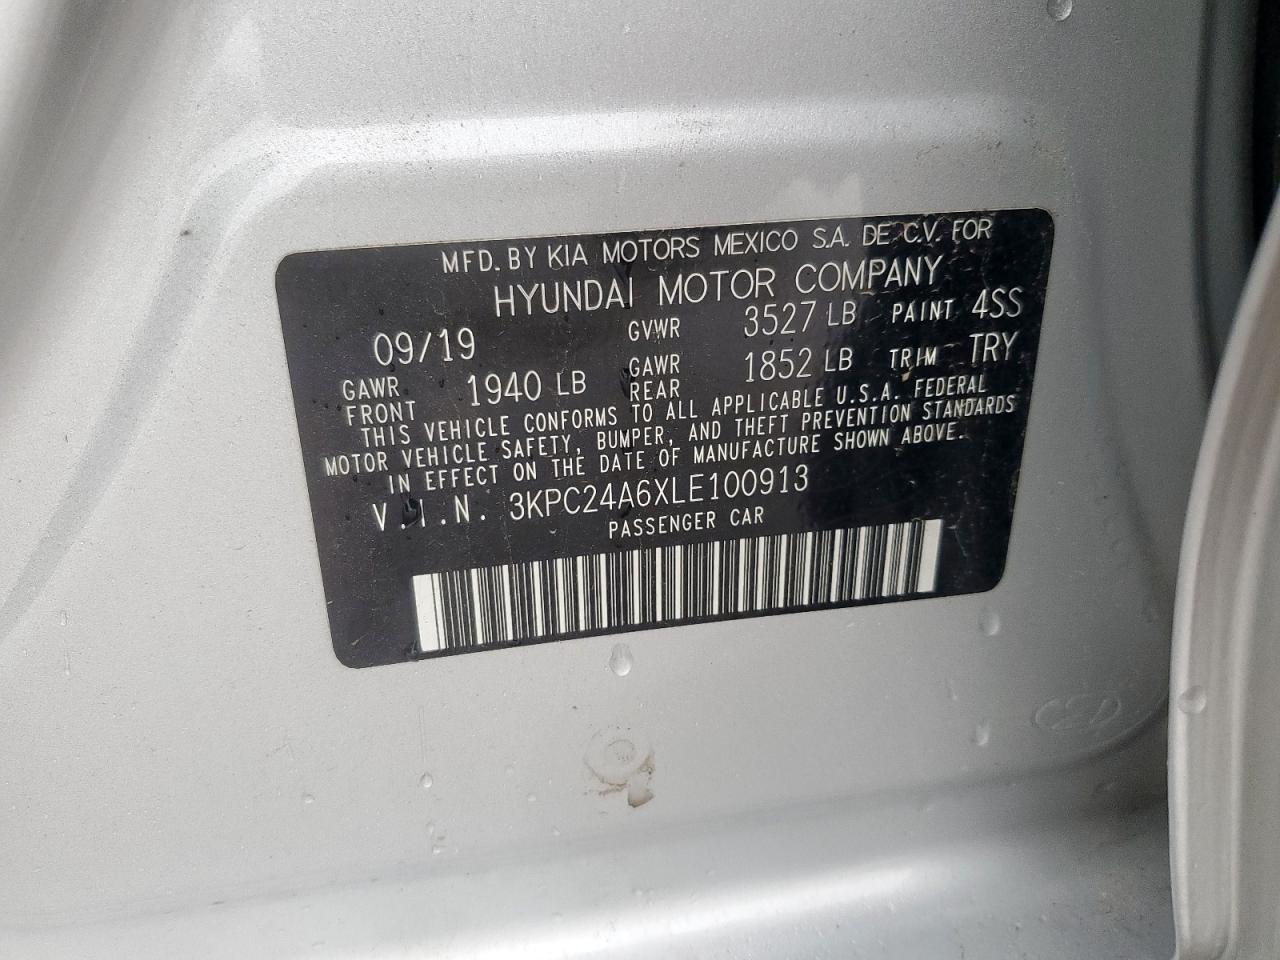 MFD. BY KIA MOTORS MEXICO S.A. DE C.V. FOR
HYUNDAI MOTOR COMPANY
09/19 GVWR 3527 LB PAINT 4SS
GAWR FRONT 1940 LB GAWR REAR 1852 LB TRIM TRY
THIS VEHICLE CONFORMS TO ALL APPLICABLE U.S.A. FEDERAL
MOTOR VEHICLE SAFETY, BUMPER, AND THEFT PREVENTION STANDARDS
IN EFFECT ON THE DATE OF MANUFACTURE SHOWN ABOVE.
V.I.N. 3KPC24A6XLE100913
PASSENGER CAR